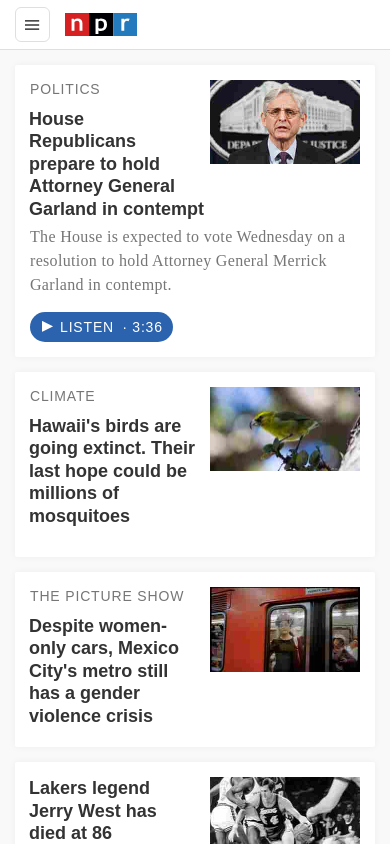 npr
POLITICS
House
Republicans
prepare to hold
Attorney General
Garland in contempt
The House is expected to vote Wednesday on a
resolution to hold Attorney General Merrick
Garland in contempt.
LISTEN · 3:36
CLIMATE
Hawaii's birds are
going extinct. Their
last hope could be
millions of
mosquitoes
THE PICTURE SHOW
Despite women-
only cars, Mexico
City's metro still
has a gender
violence crisis
Lakers legend
Jerry West has
died at 86